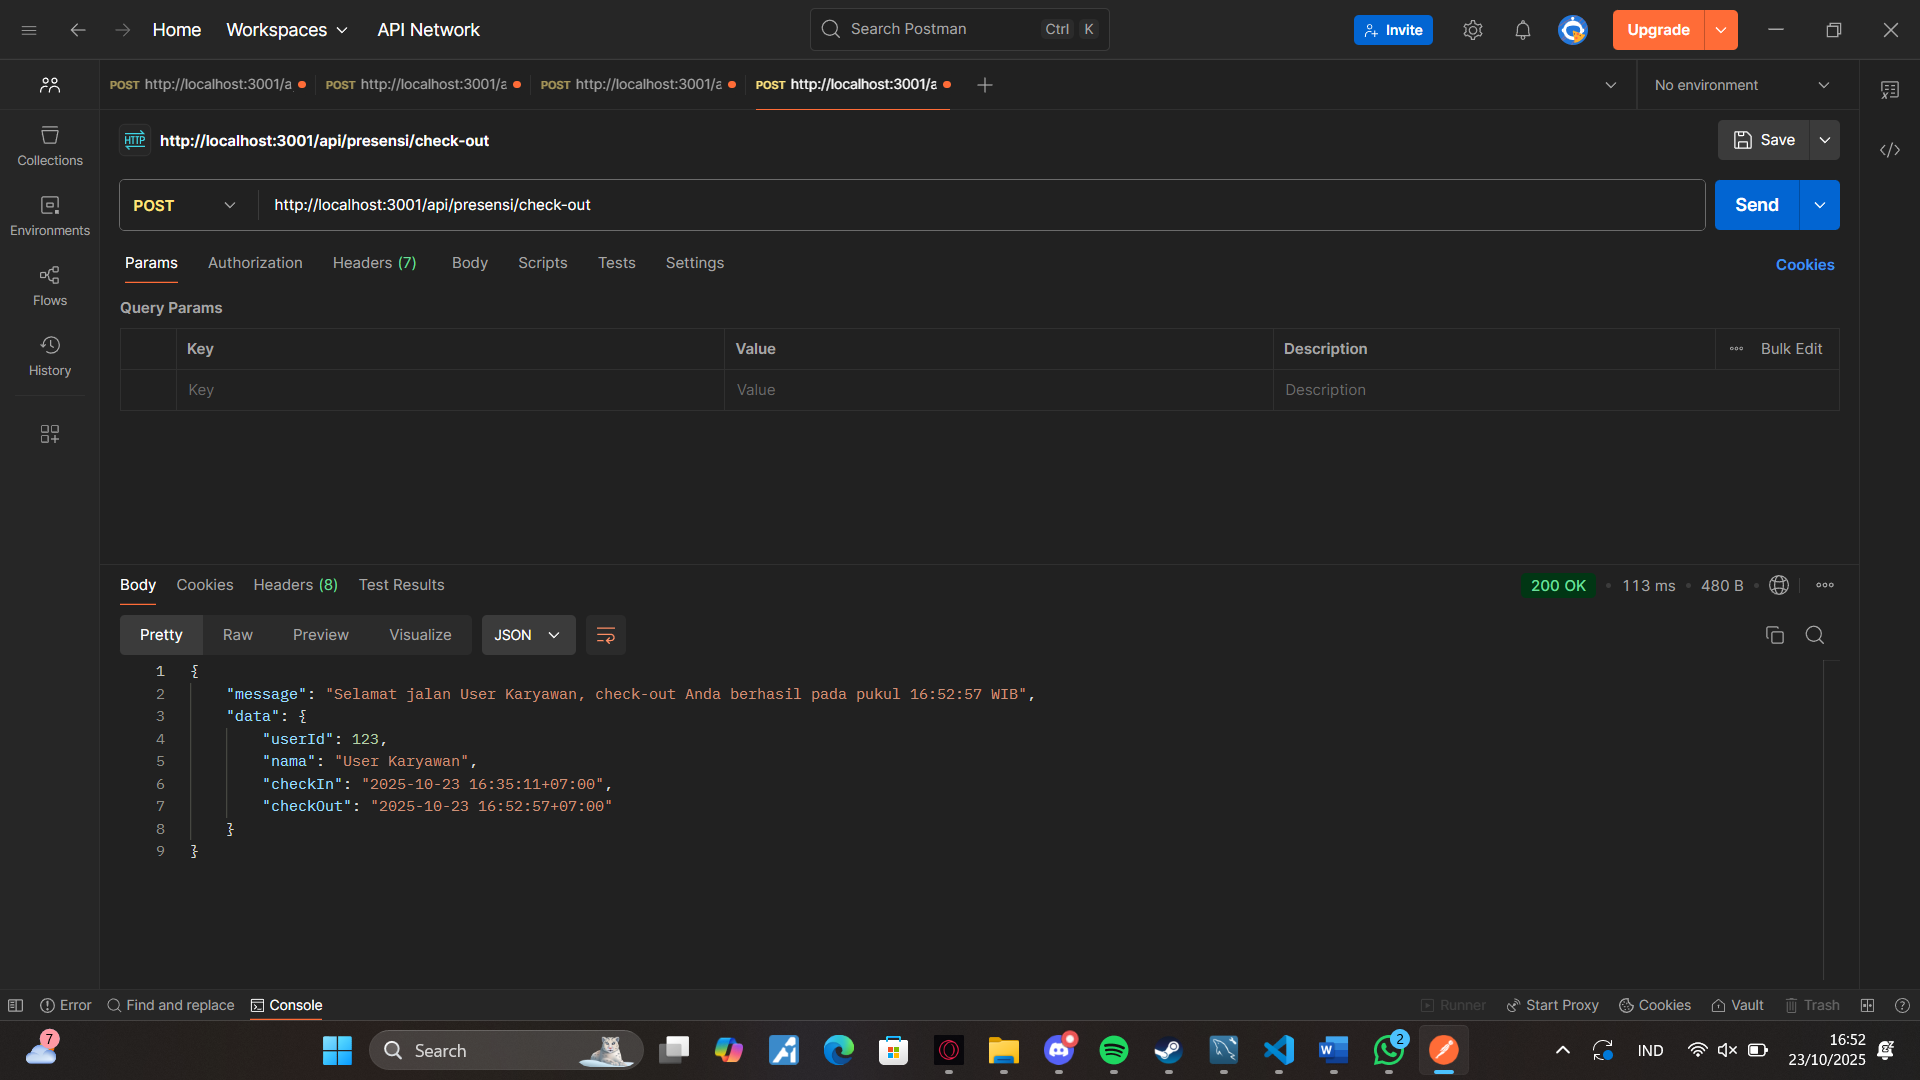 Home Workspaces API Network Search Postman Ctrl K Invite Upgrade
POST http://localhost:3001/a POST http://localhost:3001/a POST http://localhost:3001/a POST http://localhost:3001/a No environment
HTTP http://localhost:3001/api/presensi/check-out Save
Collections
POST http://localhost:3001/api/presensi/check-out Send
Environments
Params Authorization Headers (7) Body Scripts Tests Settings Cookies
Flows
Query Params
Key Value Description Bulk Edit
History
Key Value Description
Body Cookies Headers (8) Test Results 200 OK 113 ms 480 B
Pretty Raw Preview Visualize JSON
1 {
2 "message": "Selamat jalan User Karyawan, check-out Anda berhasil pada pukul 16:52:57 WIB",
3 "data": {
4 "userId": 123,
5 "nama": "User Karyawan",
6 "checkIn": "2025-10-23 16:35:11+07:00",
7 "checkOut": "2025-10-23 16:52:57+07:00"
8 }
9 }
Error Find and replace Console Runner Start Proxy Cookies Vault Trash
7 Search W 2 IND 16:52
23/10/2025